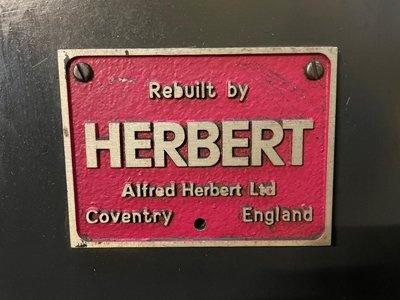 Rebuilt by
HERBERT
Alfred Herbert Ltd
Coventry England